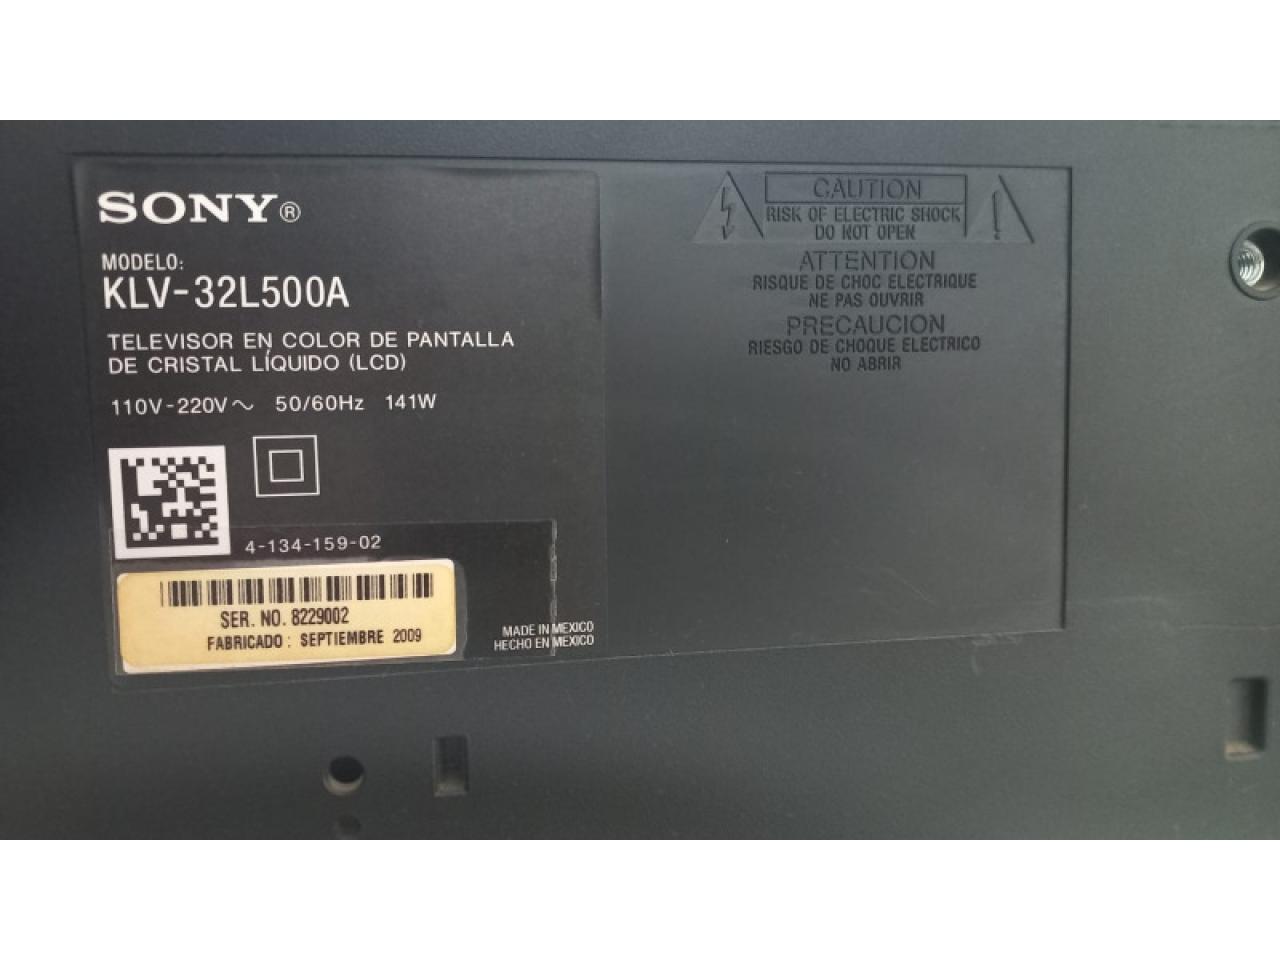 SONY®
MODELO:
KLV-32L500A
TELEVISOR EN COLOR DE PANTALLA
DE CRISTAL LÍQUIDO (LCD)
110V-220V～ 50/60Hz 141W
4-134-159-02
SER. NO. 8229002
FABRICADO: SEPTIEMBRE 2009
MADE IN MEXICO
HECHO EN MEXICO
CAUTION
RISK OF ELECTRIC SHOCK
DO NOT OPEN
ATTENTION
RISQUE DE CHOC ELECTRIQUE
NE PAS OUVRIR
PRECAUCION
RIESGO DE CHOQUE ELECTRICO
NO ABRIR